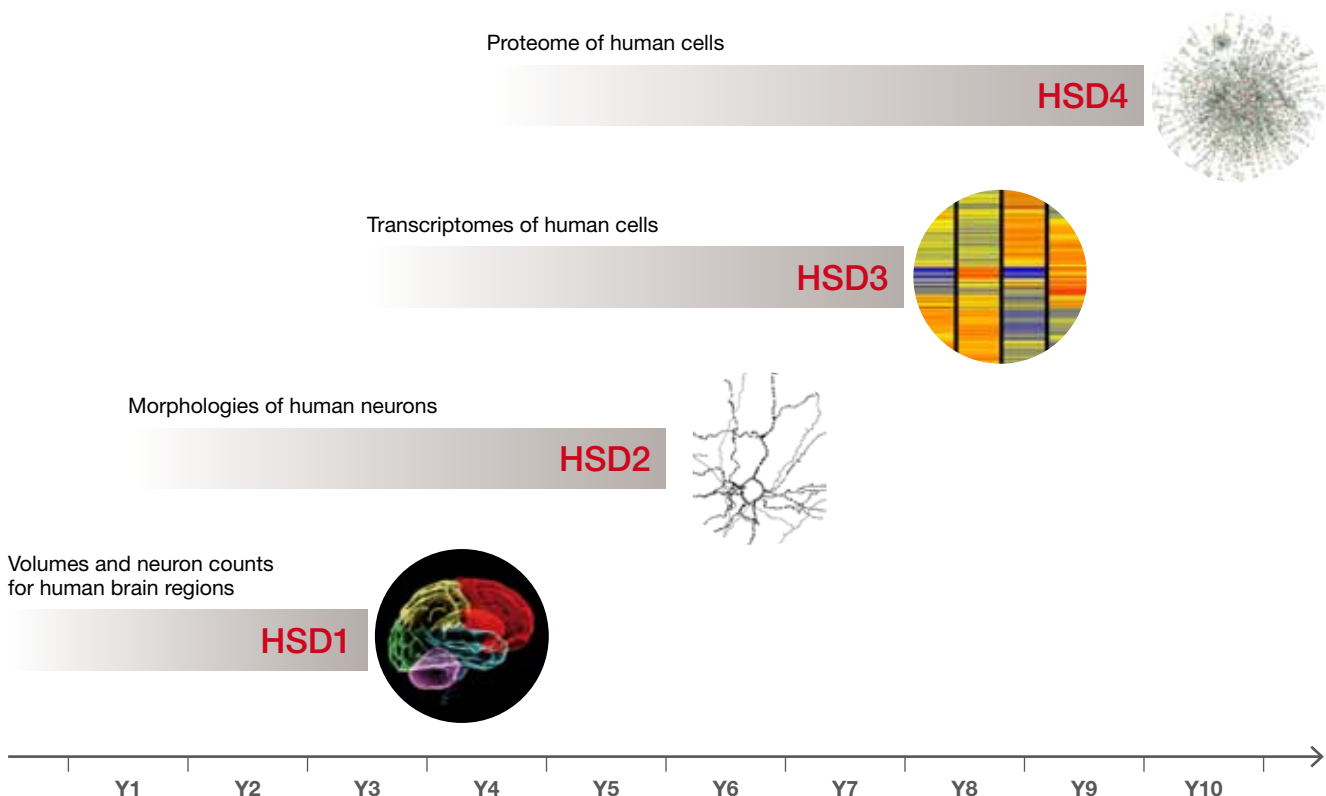 Proteome of human cells
HSD4
Transcriptomes of human cells
HSD3
Morphologies of human neurons
HSD2
Volumes and neuron counts
for human brain regions
HSD1
Y1 Y2 Y3 Y4 Y5 Y6 Y7 Y8 Y9 Y10